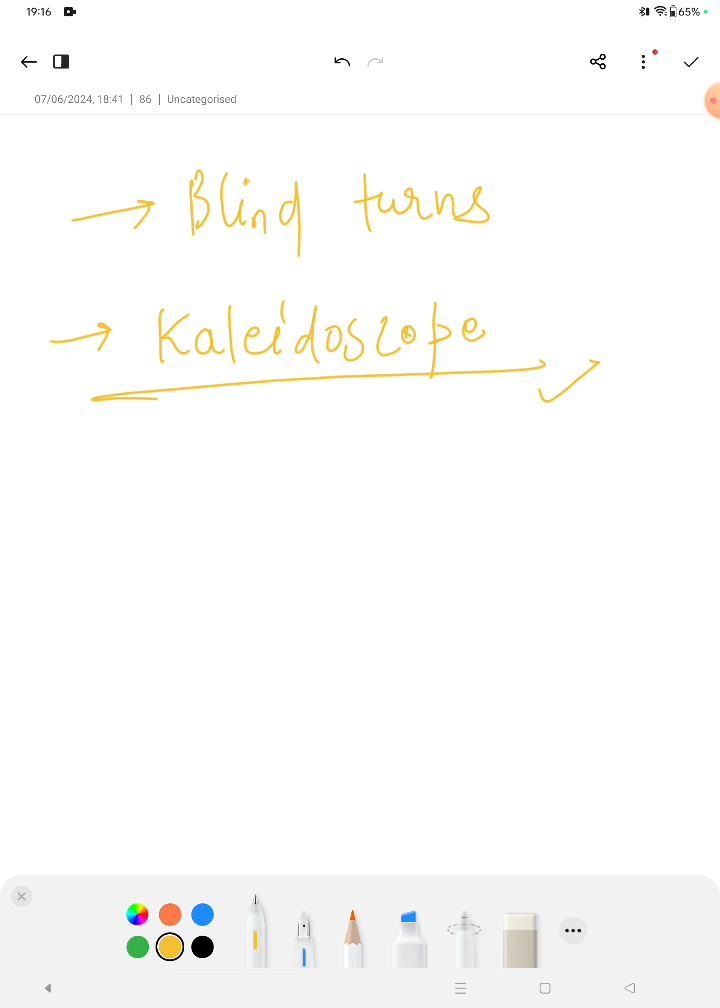 19:16 65%
07/06/2024, 18:41 | 86 | Uncategorised
→ Blind turns
→ Kaleidoscope